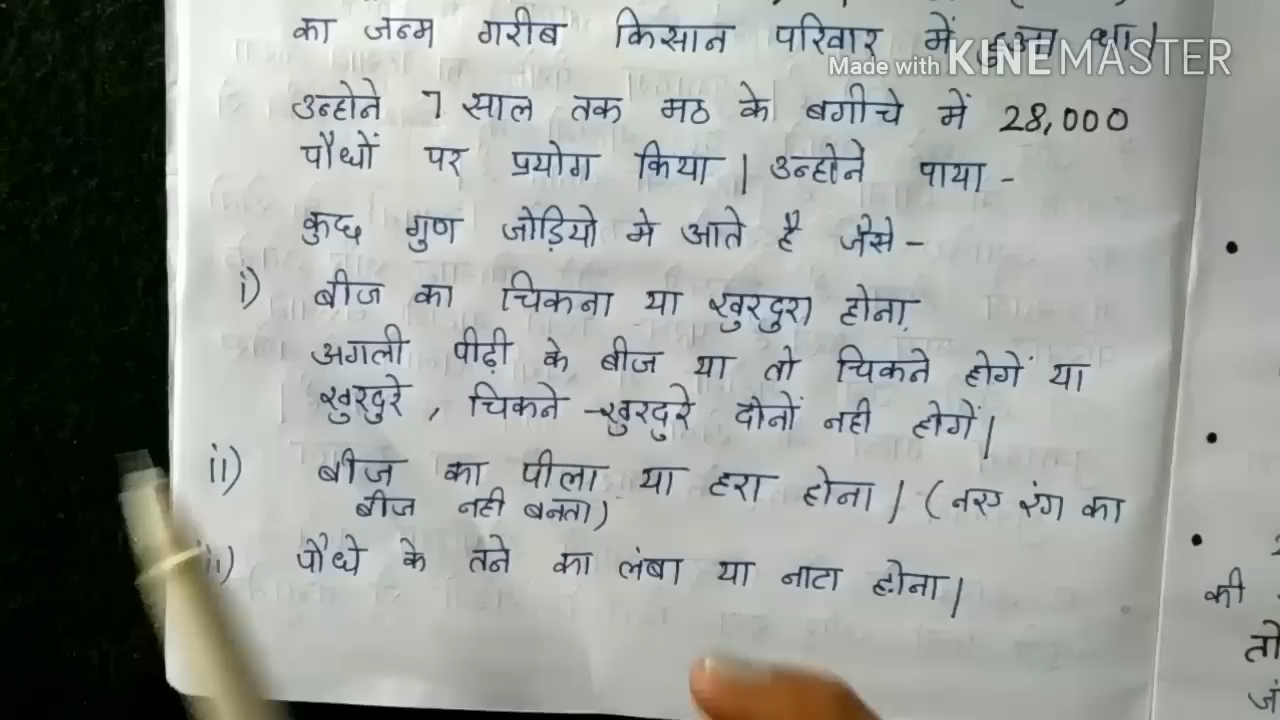 का जन्म गरीब किसान परिवार में हुआ था।
Made with KINEMASTER
उन्होने 7 साल तक मठ के बगीचे में 28,000
पौधों पर प्रयोग किया | उन्होने पाया -
कुछ गुण जोड़ियो मे आते है जैसे -
i) बीज का चिकना या खुरदुरा होना.
अगली पीढ़ी के बीज या तो चिकने होगें या
खुरदुरे , चिकने -खुरदुरे दोनों नही होगें|
ii) बीज का पीला या हरा होना | (नए रंग का
बीज नही बनता)
पौधे के तने का लंबा या नाटा होना|
की
तो